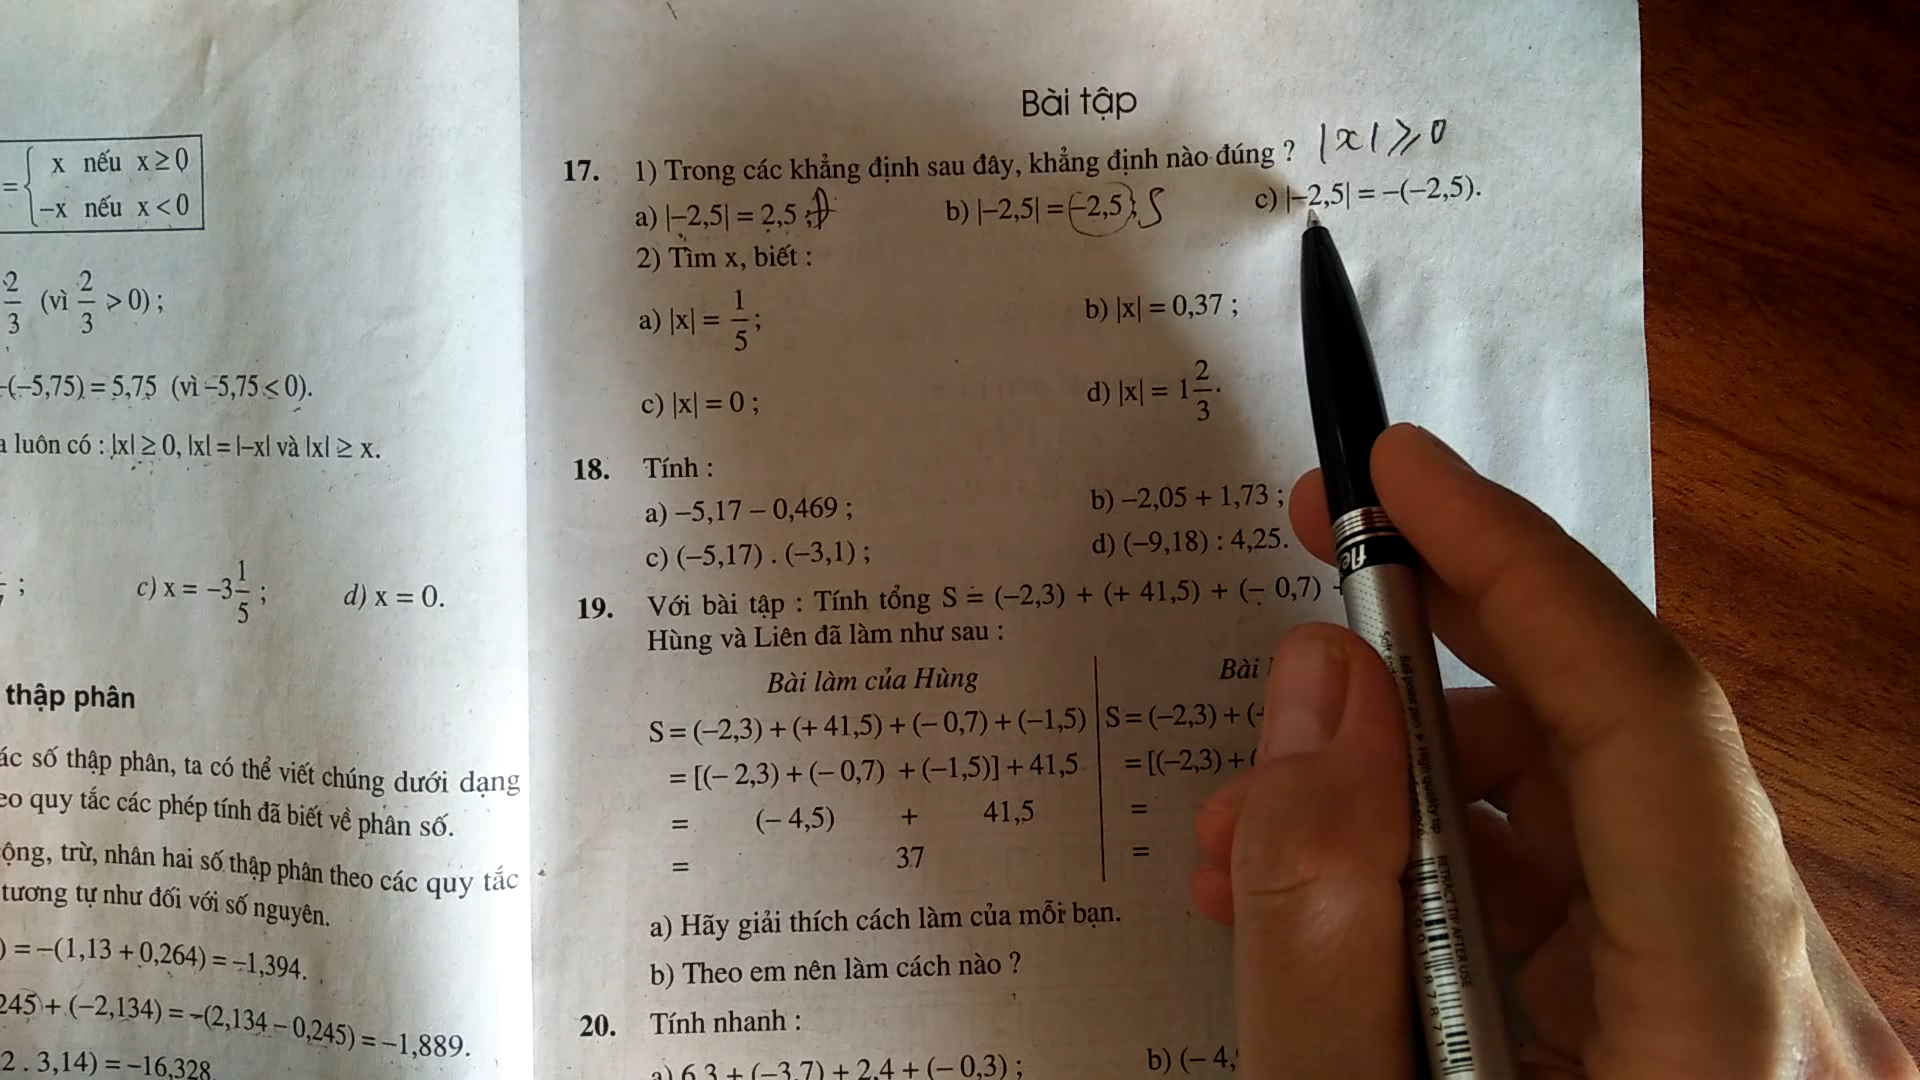 = { x nếu x ≥ 0
−x nếu x < 0
2/3 (vì 2/3 > 0) ;
-(−5,75) = 5,75 (vì −5,75 < 0).
luôn có : |x| ≥ 0, |x| = |−x| và |x| ≥ x.
; c) x = −3 1/5 ; d) x = 0.
thập phân
số thập phân, ta có thể viết chúng dưới dạng
quy tắc các phép tính đã biết về phân số.
trừ, nhân hai số thập phân theo các quy tắc
tương tự như đối với số nguyên.
) = −(1,13 + 0,264) = −1,394.
245) + (−2,134) = −(2,134 − 0,245) = −1,889.
2 . 3,14) = −16,328
Bài tập
17. 1) Trong các khẳng định sau đây, khẳng định nào đúng ? |x| ⩾ 0
a) |−2,5| = 2,5 ; Đ b) |−2,5| = −2,5 ; S c) |−2,5| = −(−2,5).
2) Tìm x, biết :
a) |x| = 1/5 ; b) |x| = 0,37 ;
c) |x| = 0 ; d) |x| = 1 2/3.
18. Tính :
a) −5,17 − 0,469 ; b) −2,05 + 1,73 ;
c) (−5,17) . (−3,1) ; d) (−9,18) : 4,25.
19. Với bài tập : Tính tổng S = (−2,3) + (+ 41,5) + (− 0,7)
Hùng và Liên đã làm như sau :
Bài làm của Hùng Bài
S = (−2,3) + (+ 41,5) + (− 0,7) + (−1,5) S = (−2,3) + (
= [(− 2,3) + (− 0,7) + (−1,5)] + 41,5 = [(−2,3) + (
= (− 4,5) + 41,5 =
= 37 =
a) Hãy giải thích cách làm của mỗi bạn.
b) Theo em nên làm cách nào ?
20. Tính nhanh :
a) 6,3 + (−3,7) + 2,4 + (− 0,3) ; b) (− 4,